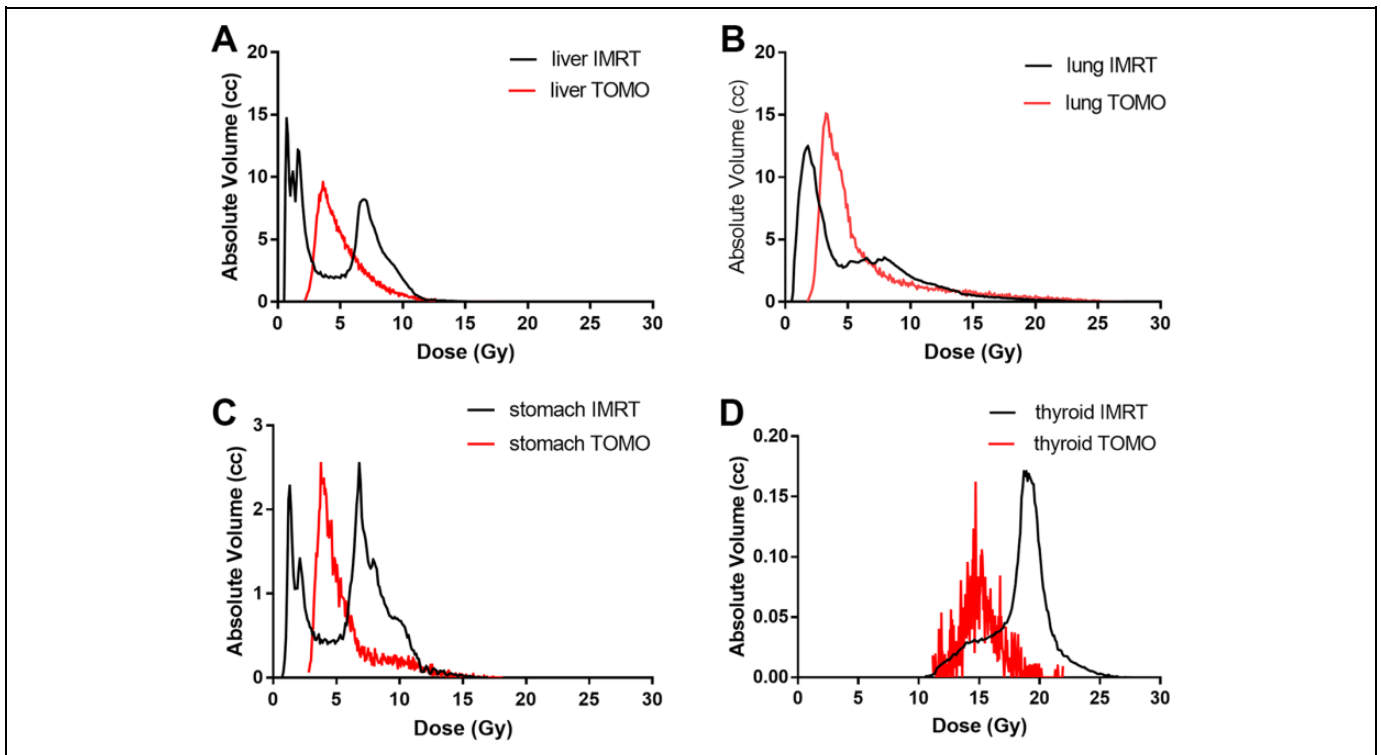 A
liver IMRT
liver TOMO
Absolute Volume (cc)
20
15
10
5
0
0 5 10 15 20 25 30
Dose (Gy)
B
lung IMRT
lung TOMO
Absolute Volume (cc)
20
15
10
5
0
0 5 10 15 20 25 30
Dose (Gy)
C
stomach IMRT
stomach TOMO
Absolute Volume (cc)
3
2
1
0
0 5 10 15 20 25 30
Dose (Gy)
D
thyroid IMRT
thyroid TOMO
Absolute Volume (cc)
0.20
0.15
0.10
0.05
0.00
0 5 10 15 20 25 30
Dose (Gy)